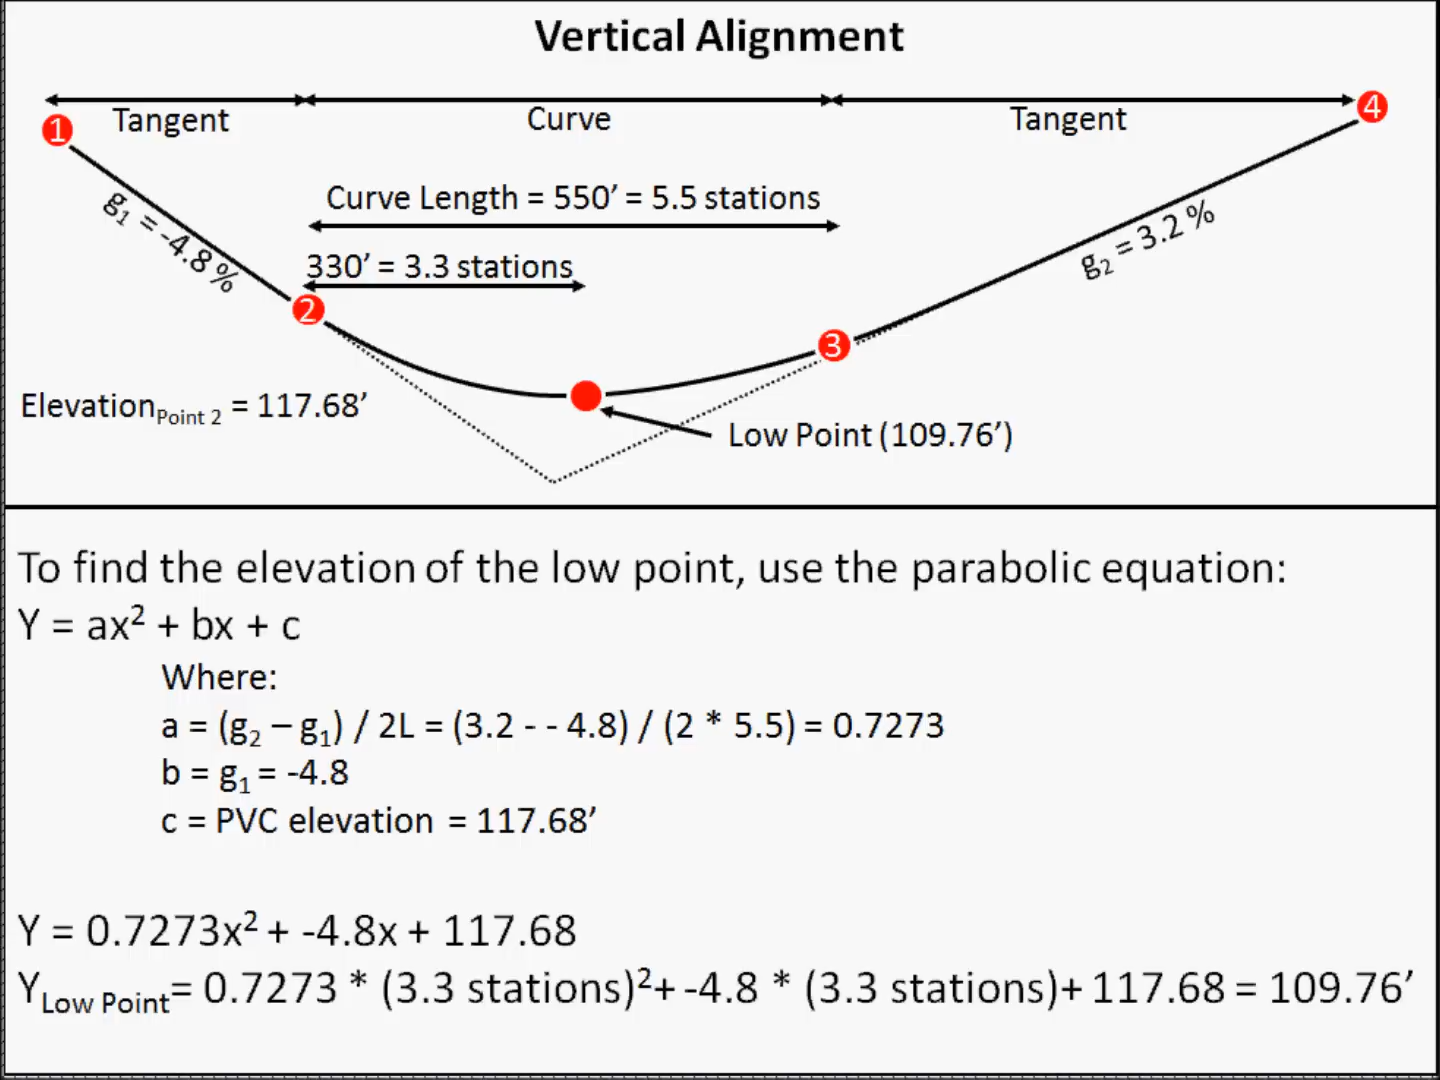 Vertical Alignment
Tangent
Curve
Tangent
1
4
Curve Length = 550’ = 5.5 stations
g1 = -4.8 %
g2 = 3.2 %
330’ = 3.3 stations
2
3
ElevationPoint 2 = 117.68’
Low Point (109.76’)
To find the elevation of the low point, use the parabolic equation:
Y = ax² + bx + c
Where:
a = (g2 – g1) / 2L = (3.2 - - 4.8) / (2 * 5.5) = 0.7273
b = g1 = -4.8
c = PVC elevation = 117.68’
Y = 0.7273x² + -4.8x + 117.68
YLow Point= 0.7273 * (3.3 stations)²+ -4.8 * (3.3 stations)+ 117.68 = 109.76’